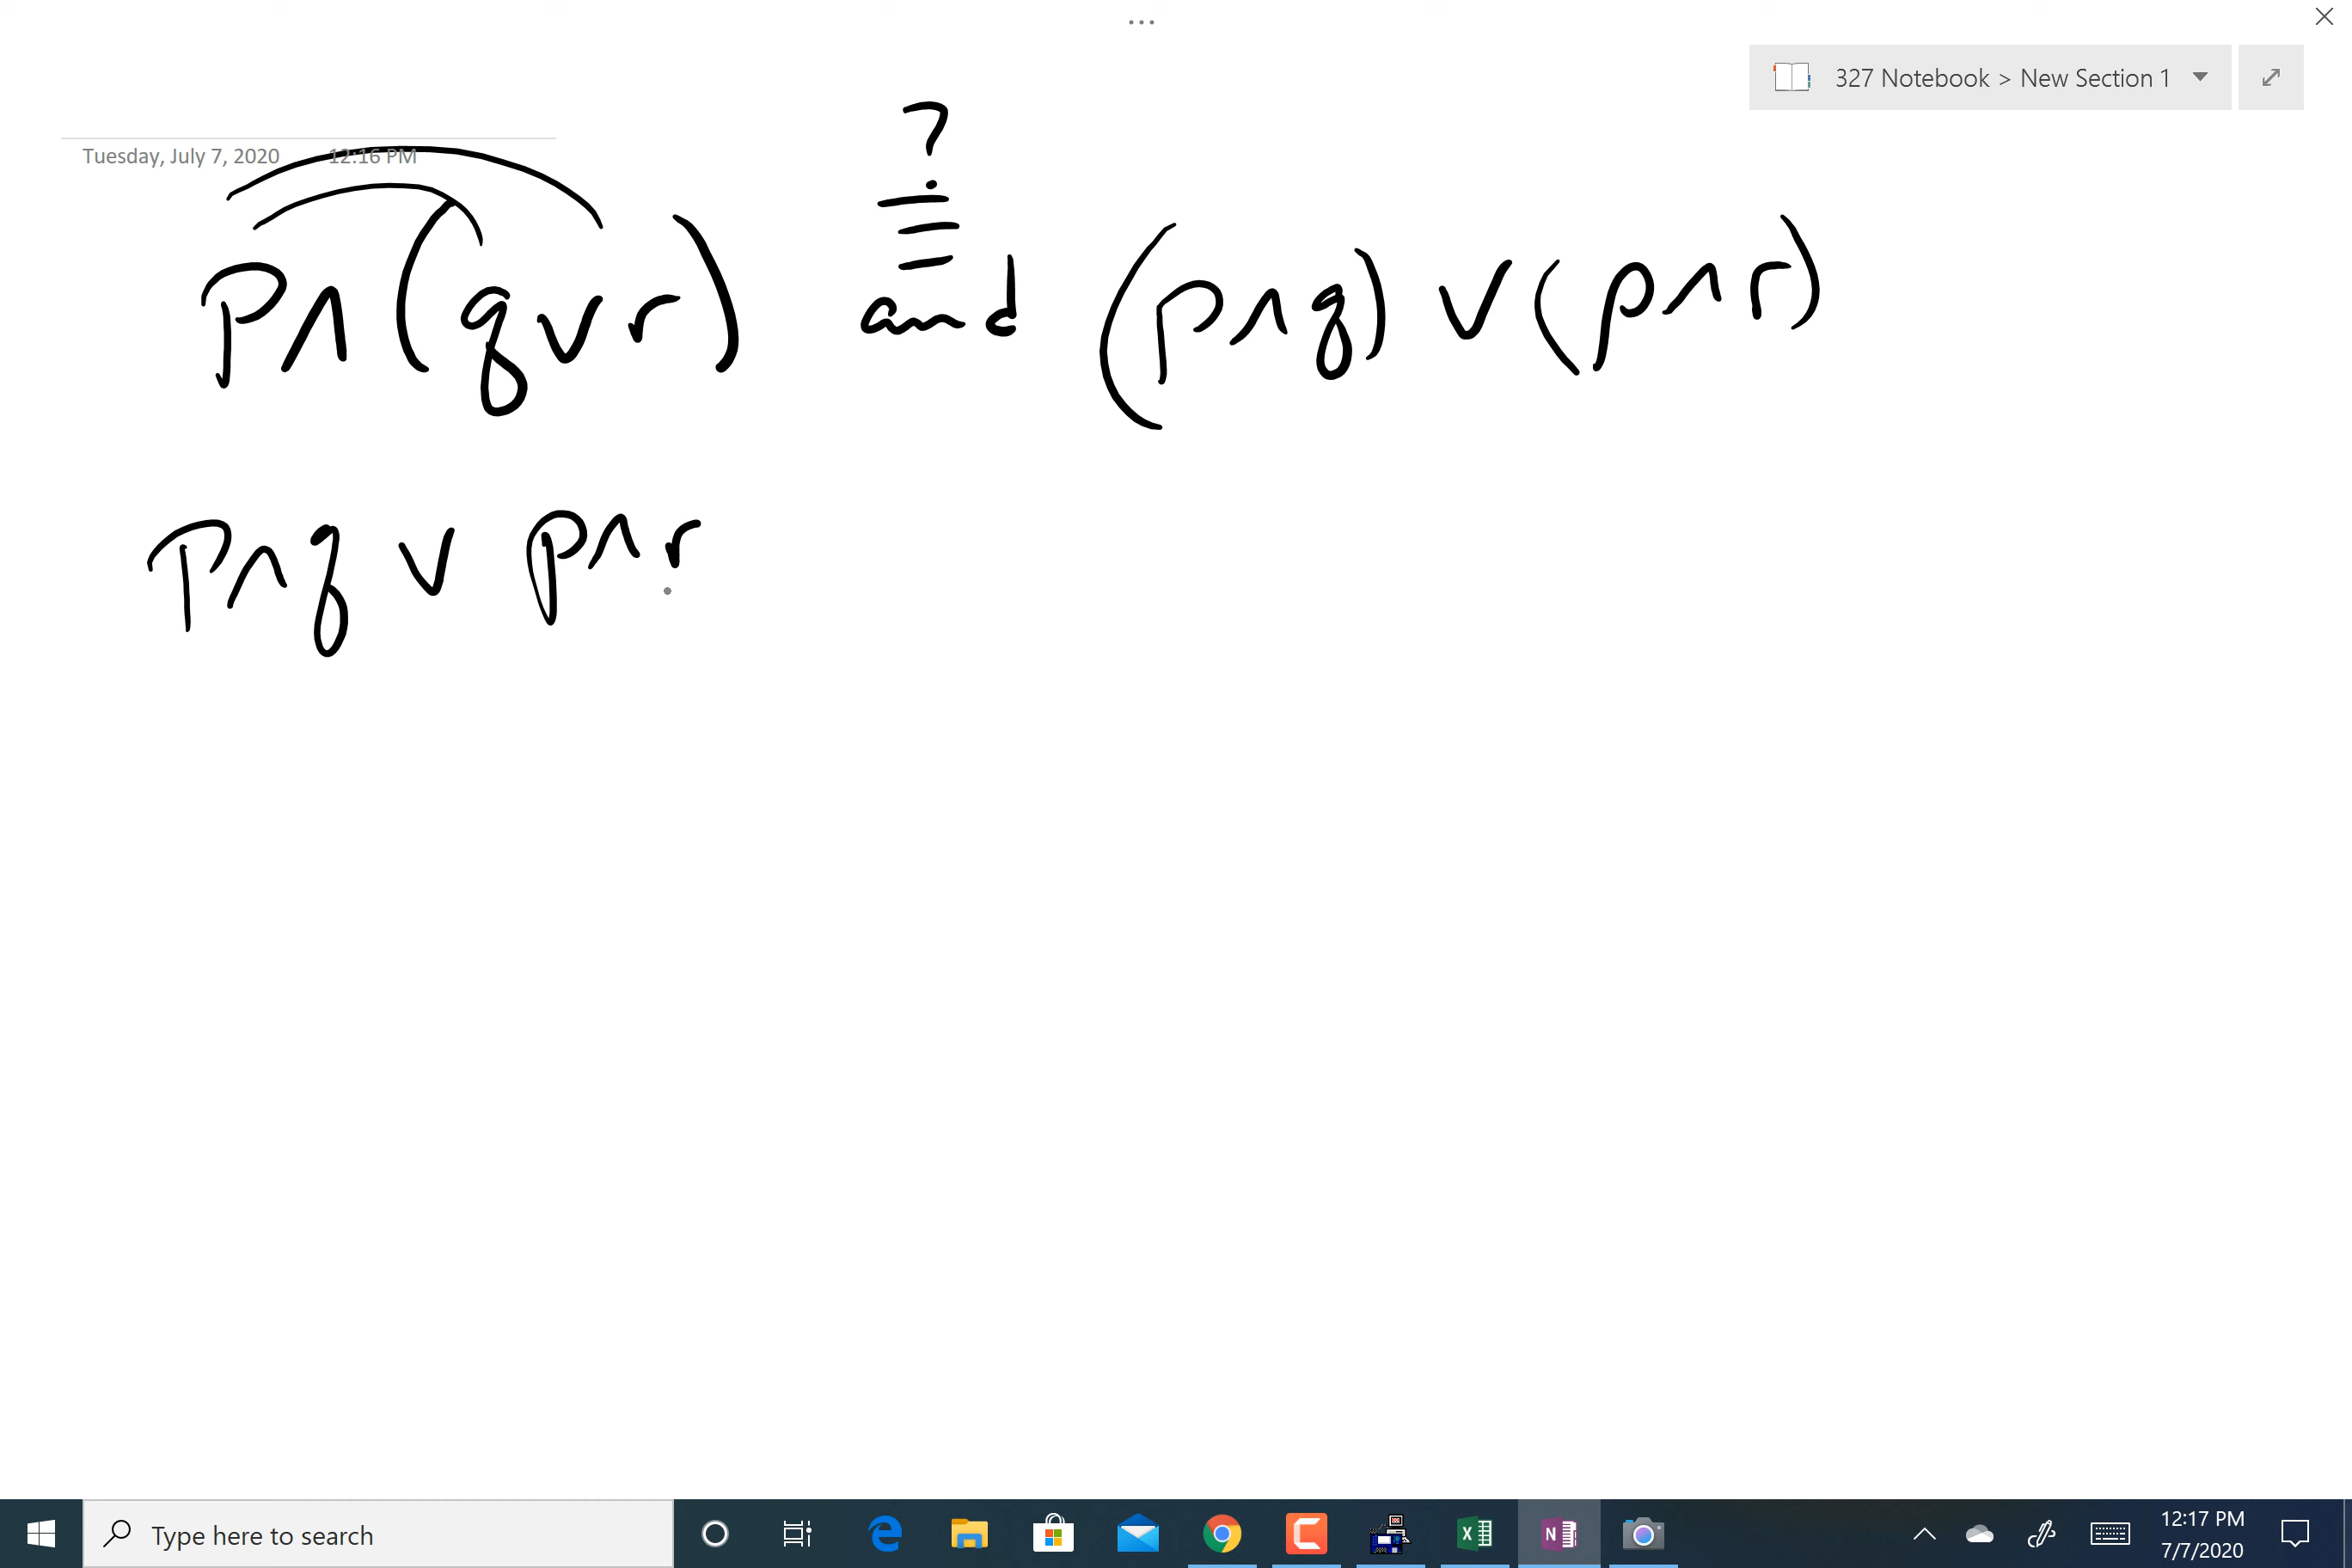 ...
327 Notebook > New Section 1
Tuesday, July 7, 2020 12:16 PM
?
p∧(q∨r) ≡ and (p∧q)∨(p∧r)
p∧q ∨ p∧r
Type here to search
12:17 PM
7/7/2020